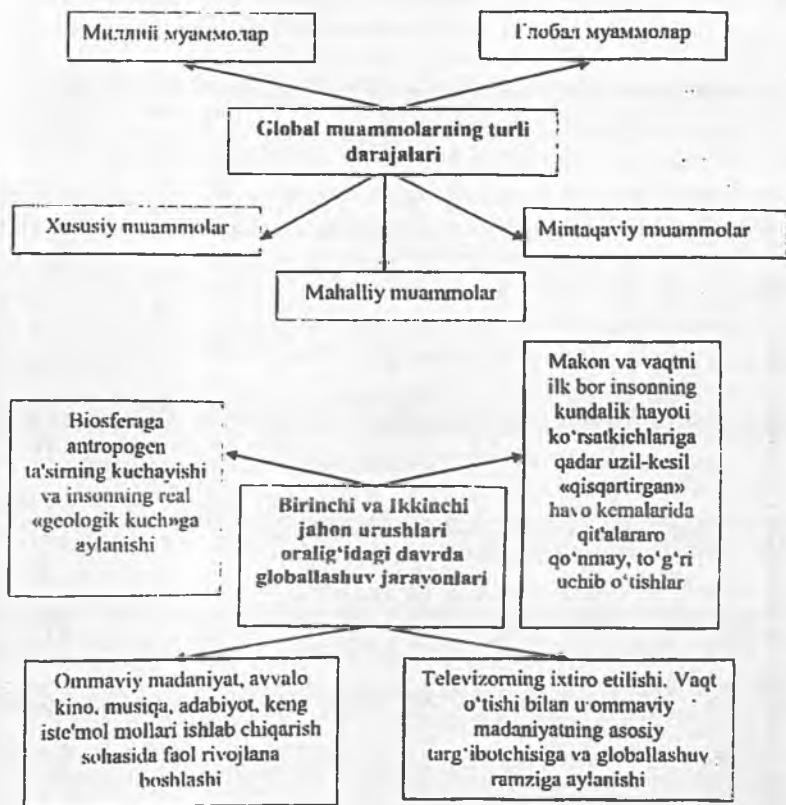 Миллий муаммолар
Глобал муаммолар
Global muammolarning turli
darajalari
Xususiy muammolar
Mintaqaviy muammolar
Mahalliy muammolar
Makon va vaqtni
ilk bor insonning
kundalik hayoti
ko‘rsatkichlariga
qadar uzil-kesil
«qisqartirgan»
havo kemalarida
qit'alararo
qo‘nmay, to‘g‘ri
uchib o‘tishlar
Biosferaga
antropogen
ta'sirning kuchayishi
va insonning real
«geologik kuch»ga
aylanishi
Birinchi va Ikkinchi
jahon urushlari
oralig‘idagi davrda
globallashuv jarayonlari
Ommaviy madaniyat, avvalo
kino, musiqa, adabiyot, keng
iste'mol mollari ishlab chiqarish
sohasida faol rivojlana
boshlashi
Televizorning ixtiro etilishi. Vaqt
o‘tishi bilan u ommaviy
madaniyatning asosiy
targ‘ibotchisiga va globallashuv
ramziga aylanishi